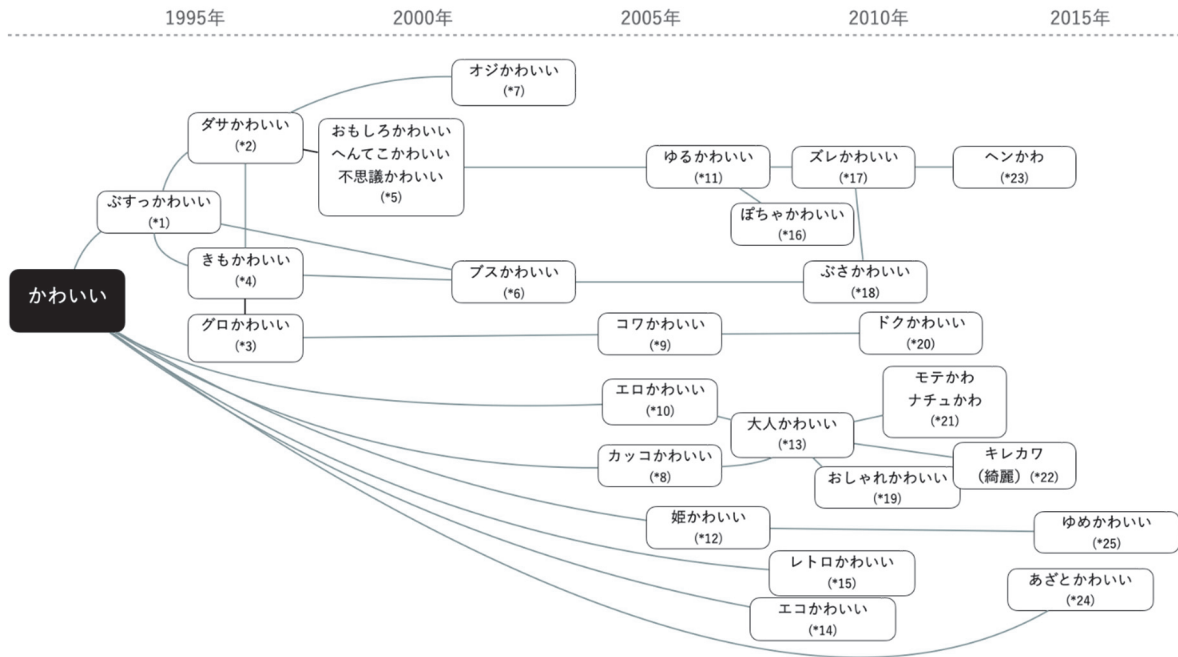 1995年
2000年
2005年
2010年
2015年
オジかわいい
(*7)
ダサかわいい
(*2)
おもしろかわいい
へんてこかわいい
不思議かわいい
(*5)
ゆるかわいい
(*11)
ズレかわいい
(*17)
ヘンかわ
(*23)
ぶすっかわいい
(*1)
ぽちゃかわいい
(*16)
きもかわいい
(*4)
ブスかわいい
(*6)
ぶさかわいい
(*18)
かわいい
グロかわいい
(*3)
コワかわいい
(*9)
ドクかわいい
(*20)
エロかわいい
(*10)
モテかわ
ナチュかわ
(*21)
大人かわいい
(*13)
カッコかわいい
(*8)
キレカワ
（綺麗）(*22)
おしゃれかわいい
(*19)
姫かわいい
(*12)
ゆめかわいい
(*25)
レトロかわいい
(*15)
あざとかわいい
(*24)
エコかわいい
(*14)